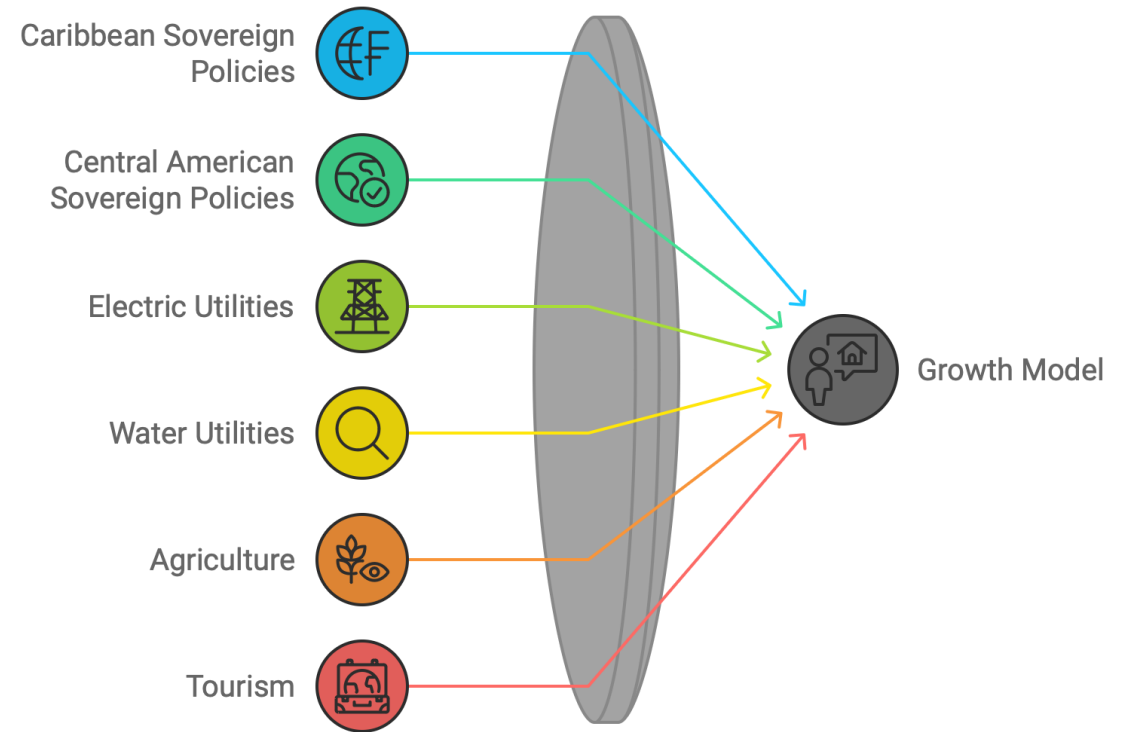 Caribbean Sovereign
Policies
Central American
Sovereign Policies
Electric Utilities
Water Utilities
Agriculture
Tourism
Growth Model